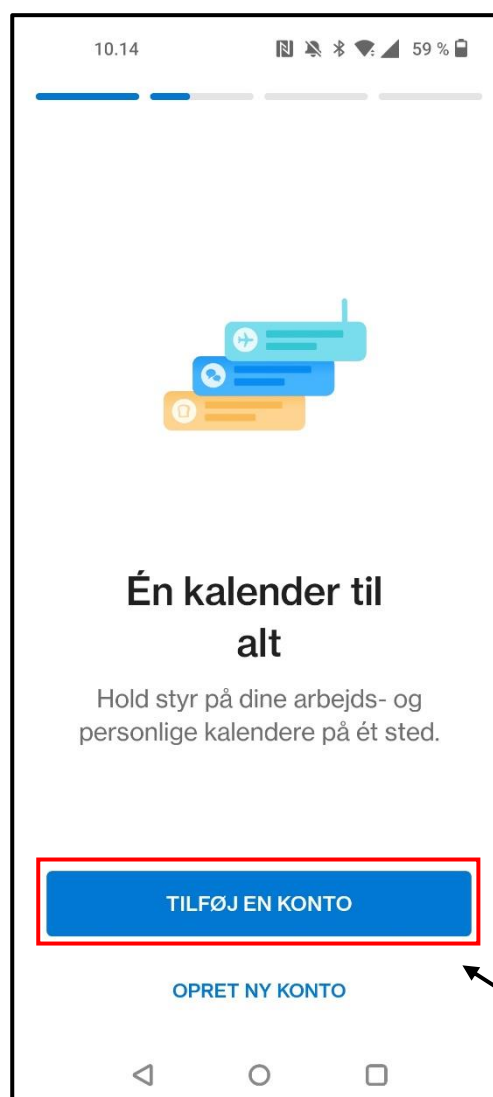 10.14
59 %
Én kalender til
alt
Hold styr på dine arbejds- og
personlige kalendere på ét sted.
TILFØJ EN KONTO
OPRET NY KONTO